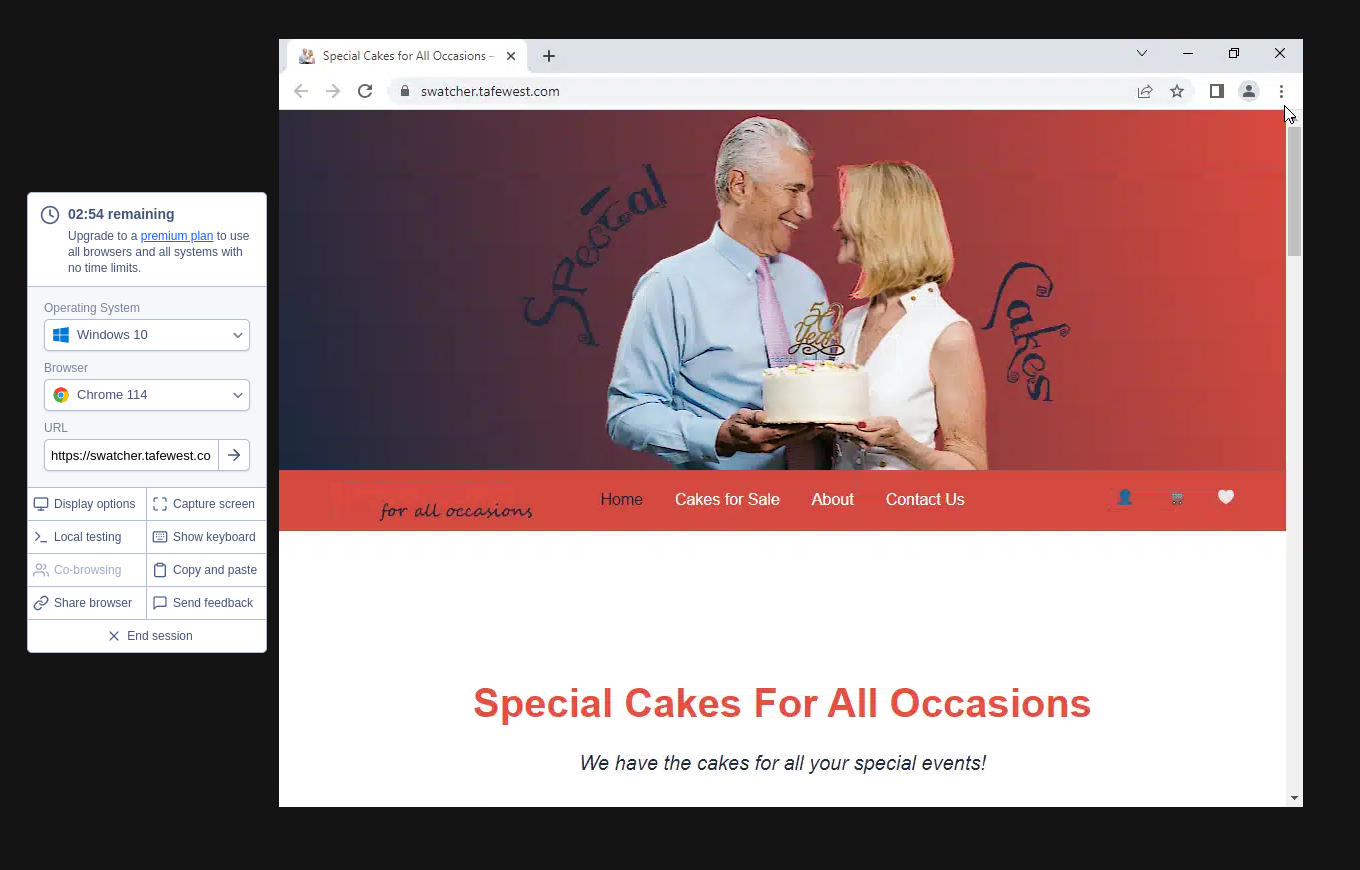 Special Cakes for All Occasions –
swatcher.tafewest.com
02:54 remaining
Upgrade to a premium plan to use
all browsers and all systems with
no time limits.
Operating System
Windows 10
Browser
Chrome 114
URL
https://swatcher.tafewest.co
Display options
Capture screen
Local testing
Show keyboard
Co-browsing
Copy and paste
Share browser
Send feedback
End session
Special
Cakes
50
Years
for all occasions
Home
Cakes for Sale
About
Contact Us
Special Cakes For All Occasions
We have the cakes for all your special events!